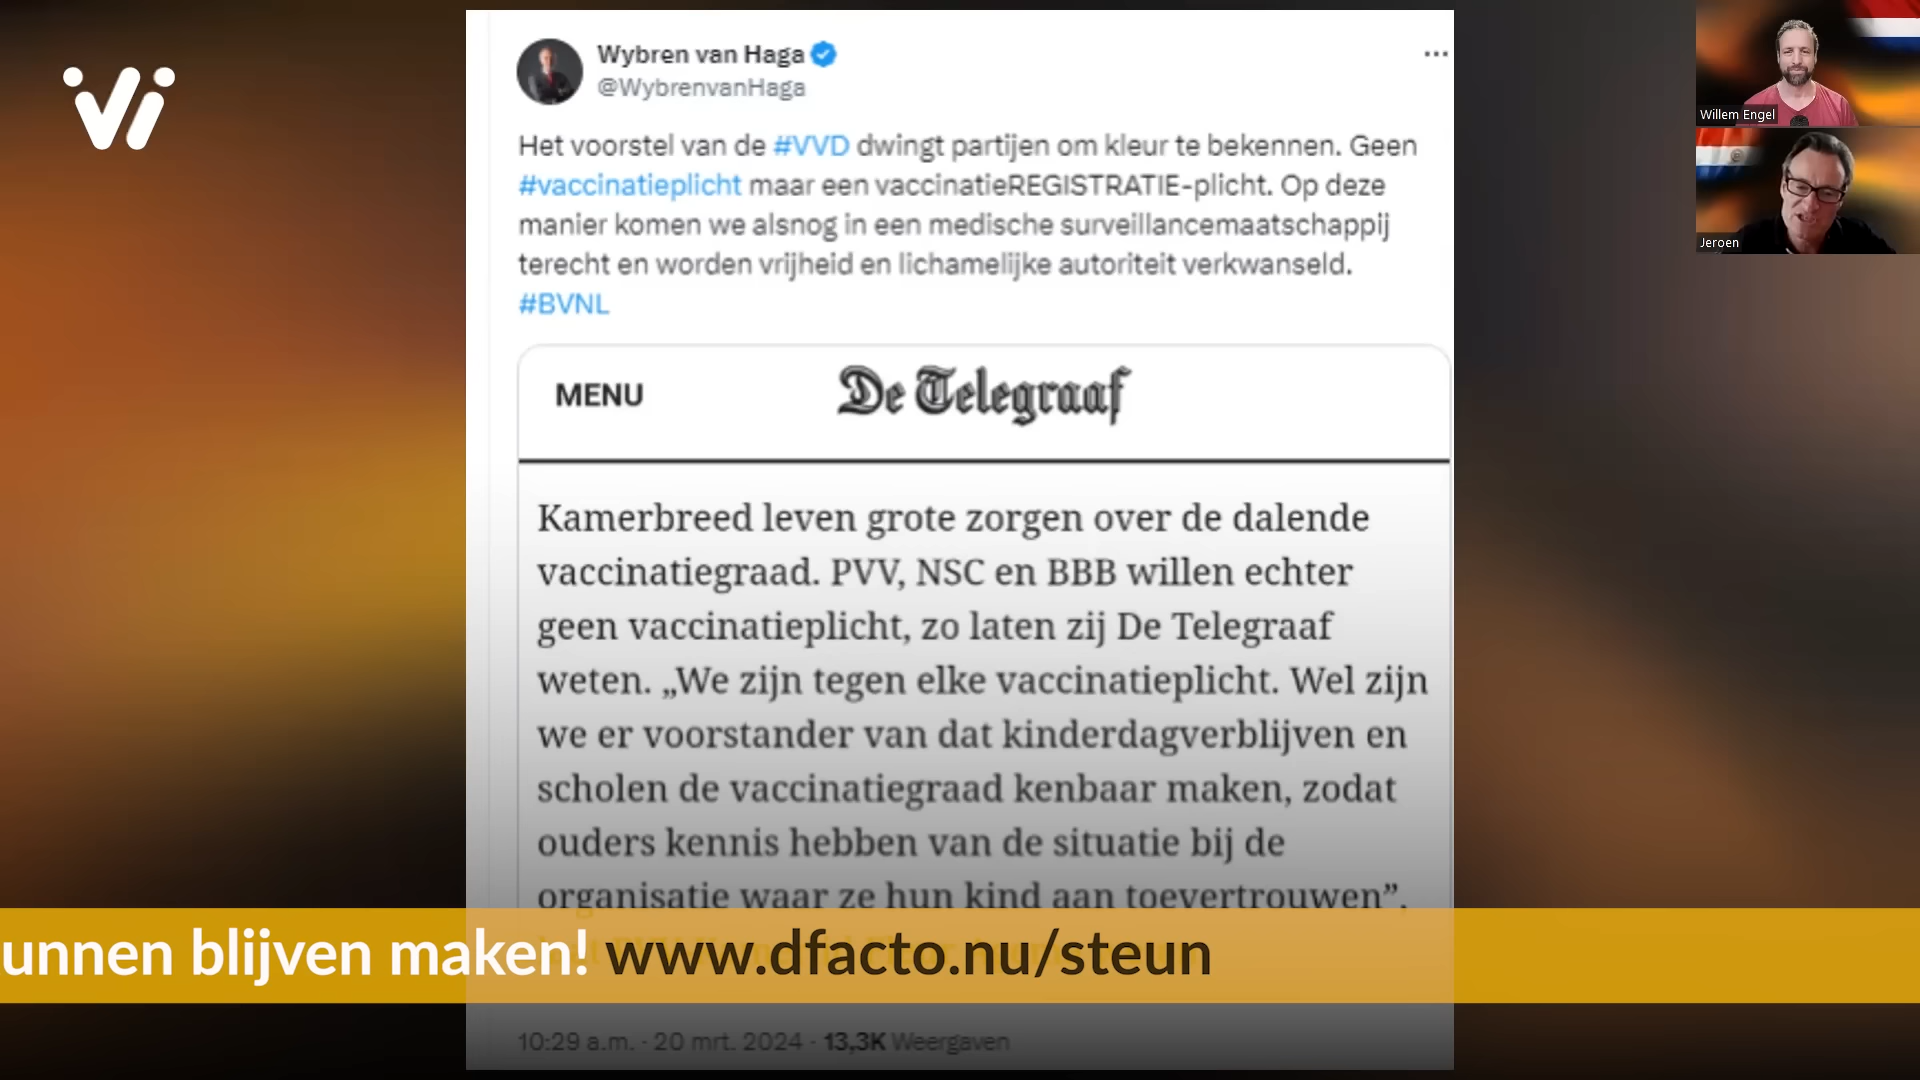 Wybren van Haga
@WybrenvanHaga
Het voorstel van de #VVD dwingt partijen om kleur te bekennen. Geen
#vaccinatieplicht maar een vaccinatieREGISTRATIE-plicht. Op deze
manier komen we alsnog in een medische surveillancemaatschappij
terecht en worden vrijheid en lichamelijke autoriteit verkwanseld.
#BVNL
MENU
De Telegraaf
Kamerbreed leven grote zorgen over de dalende
vaccinatiegraad. PVV, NSC en BBB willen echter
geen vaccinatieplicht, zo laten zij De Telegraaf
weten. „We zijn tegen elke vaccinatieplicht. Wel zijn
we er voorstander van dat kinderdagverblijven en
scholen de vaccinatiegraad kenbaar maken, zodat
ouders kennis hebben van de situatie bij de
organisatie waar ze hun kind aan toevertrouwen”,
unnen blijven maken! www.dfacto.nu/steun
10:29 a.m. · 20 mrt. 2024 · 13,3K Weergaven
Willem Engel
Jeroen